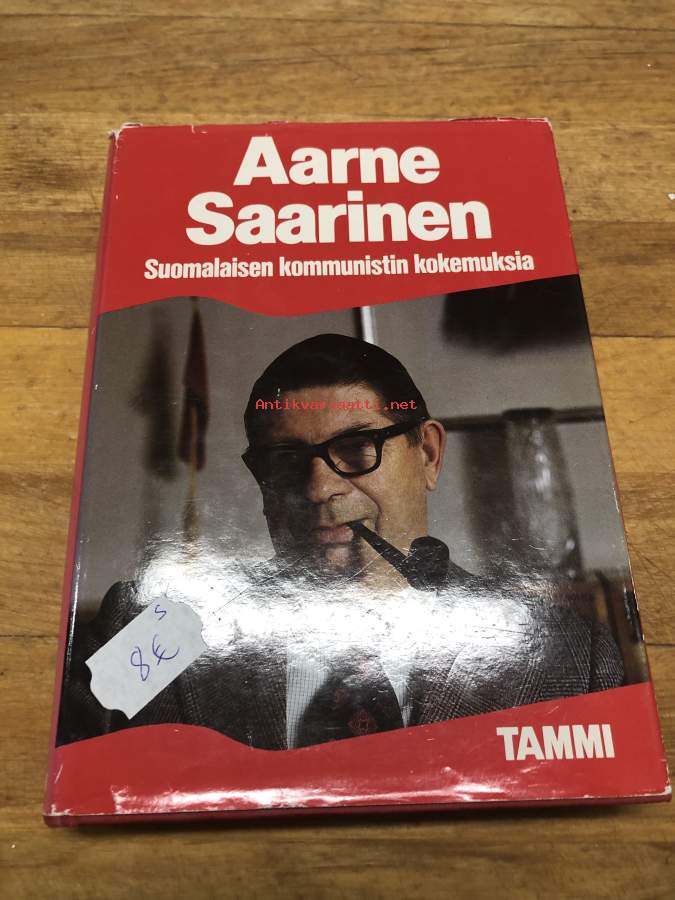 Aarne
Saarinen
Suomalaisen kommunistin kokemuksia
Antikvariaatti.net
s
8€
TAMMI